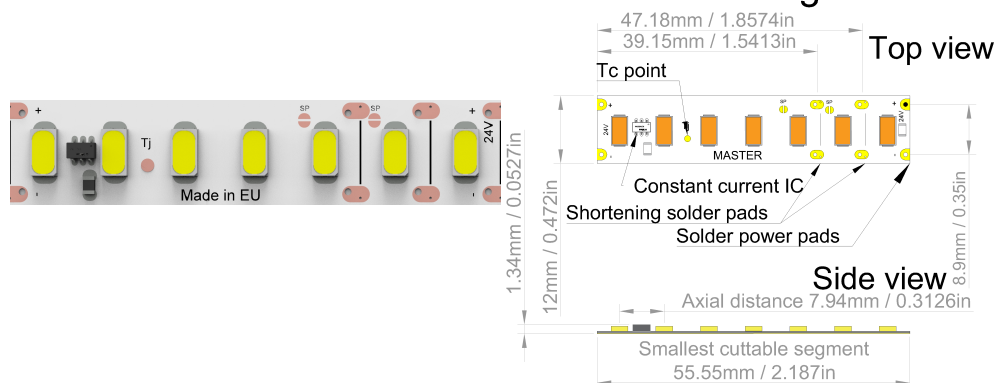 47.18mm / 1.8574in
39.15mm / 1.5413in
Top view
Tc point
SP
SP
+
+
24V
Tj
-
-
Made in EU
SP
SP
+
+
24V
24V
-
-
MASTER
Constant current IC
Shortening solder pads
Solder power pads
1.34mm / 0.0527in
12mm / 0.472in
8.9mm / 0.35in
Side view
Axial distance 7.94mm / 0.3126in
Smallest cuttable segment
55.55mm / 2.187in